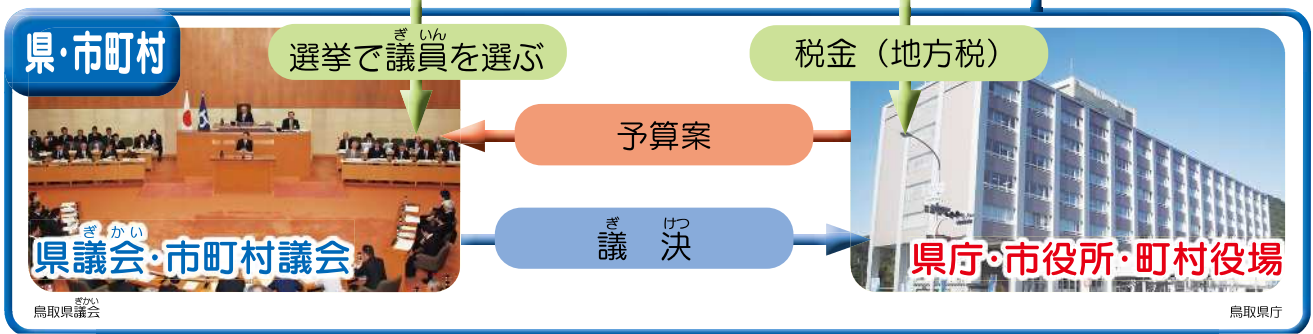 県・市町村
選挙で議員を選ぶ
ぎ いん
税金（地方税）
予算案
議決
ぎ けつ
県議会・市町村議会
ぎ かい
県庁・市役所・町村役場
鳥取県議会
ぎかい
鳥取県庁